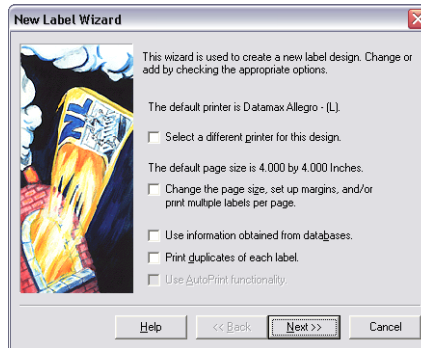 New Label Wizard
This wizard is used to create a new label design. Change or
add by checking the appropriate options.
The default printer is Datamax Allegro - (L).
Select a different printer for this design.
The default page size is 4.000 by 4.000 Inches.
Change the page size, set up margins, and/or
print multiple labels per page.
Use information obtained from databases.
Print duplicates of each label.
Use AutoPrint functionality.
NL
Help
<< Back
Next >>
Cancel